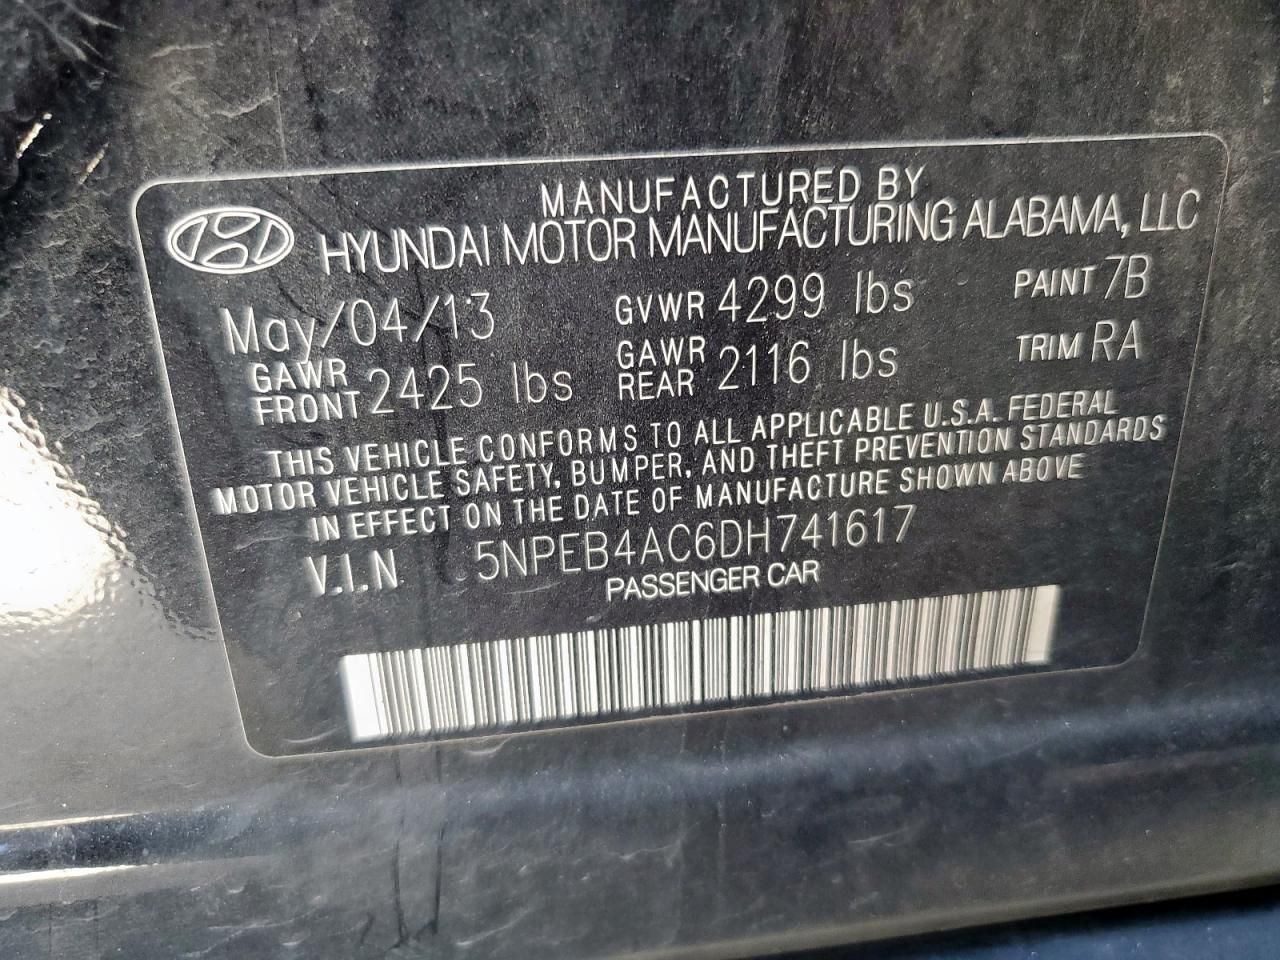 MANUFACTURED BY
HYUNDAI MOTOR MANUFACTURING ALABAMA, LLC
May/04/13 GVWR 4299 lbs PAINT 7B
GAWR FRONT 2425 lbs GAWR REAR 2116 lbs TRIM RA
THIS VEHICLE CONFORMS TO ALL APPLICABLE U.S.A. FEDERAL
MOTOR VEHICLE SAFETY, BUMPER, AND THEFT PREVENTION STANDARDS
IN EFFECT ON THE DATE OF MANUFACTURE SHOWN ABOVE
V.I.N 5NPEB4AC6DH741617
PASSENGER CAR